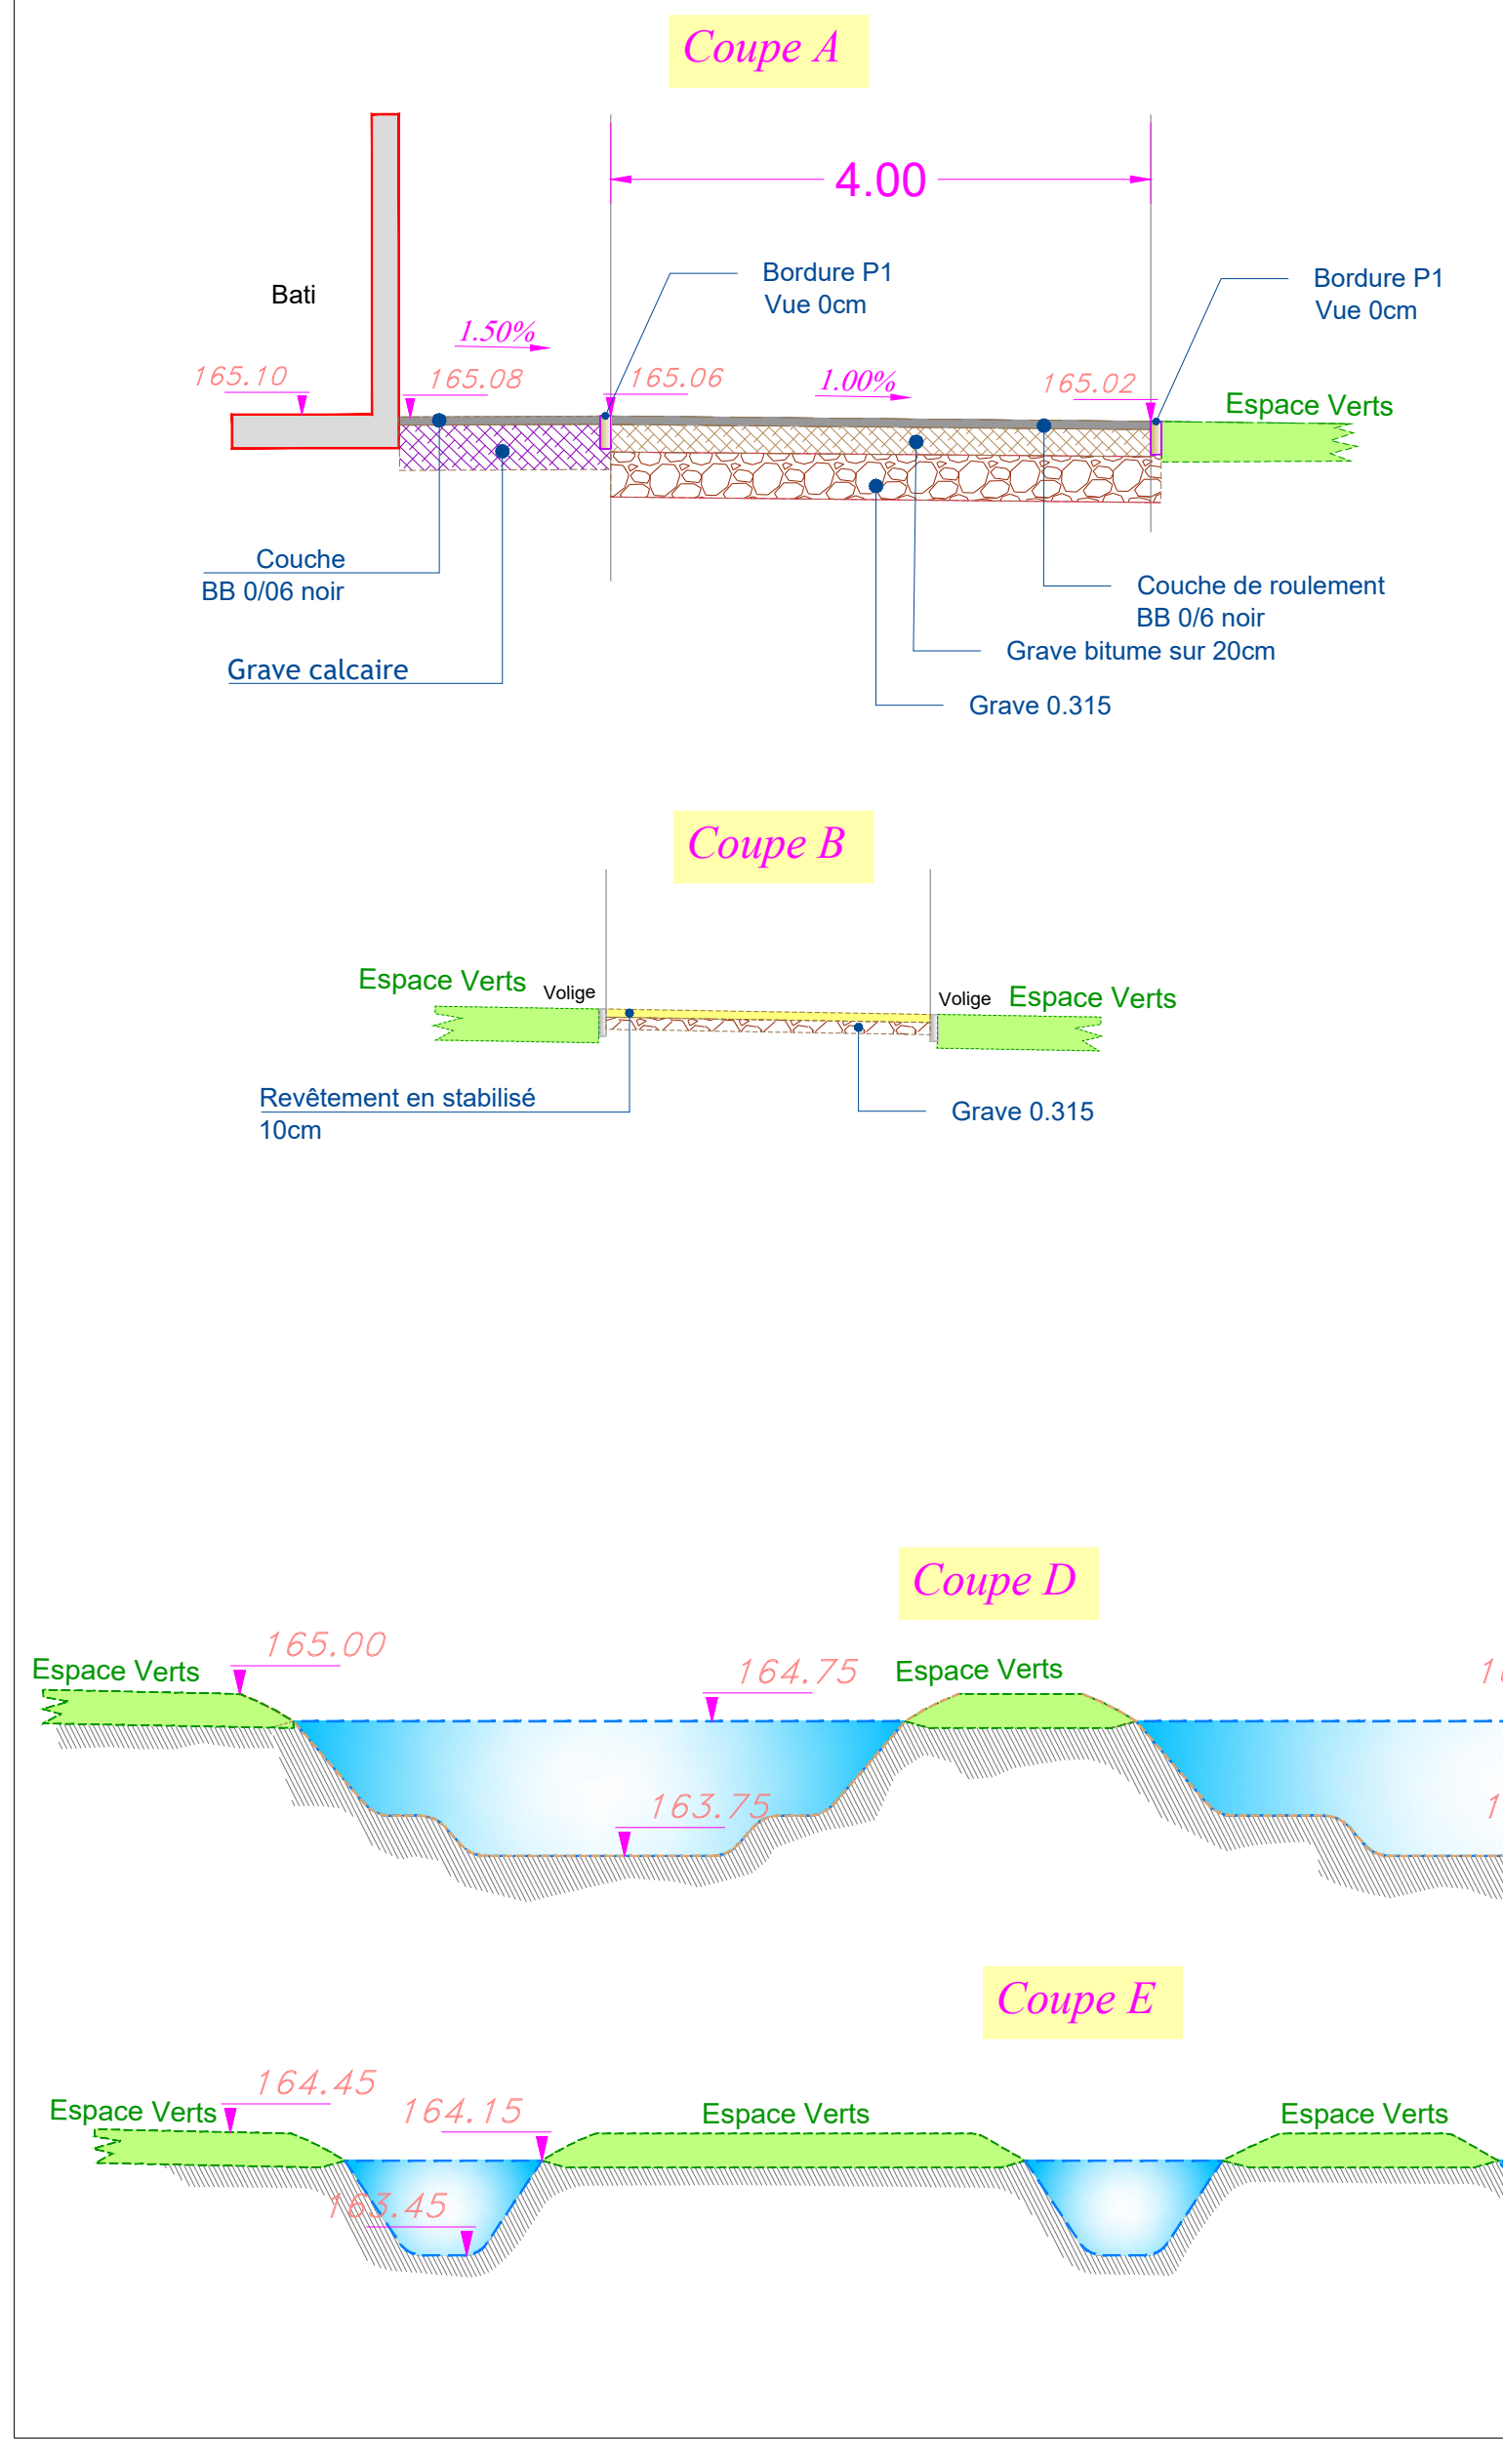 Coupe A
4.00
Bordure P1
Vue 0cm
Bordure P1
Vue 0cm
Bati
1.50%
165.10
165.08
165.06
1.00%
165.02
Espace Verts
Couche
BB 0/06 noir
Couche de roulement
BB 0/6 noir
Grave bitume sur 20cm
Grave calcaire
Grave 0.315
Coupe B
Espace Verts
Volige
Volige
Espace Verts
Revêtement en stabilisé
10cm
Grave 0.315
Coupe D
165.00
Espace Verts
164.75
Espace Verts
163.75
Coupe E
164.45
Espace Verts
164.15
Espace Verts
Espace Verts
163.45